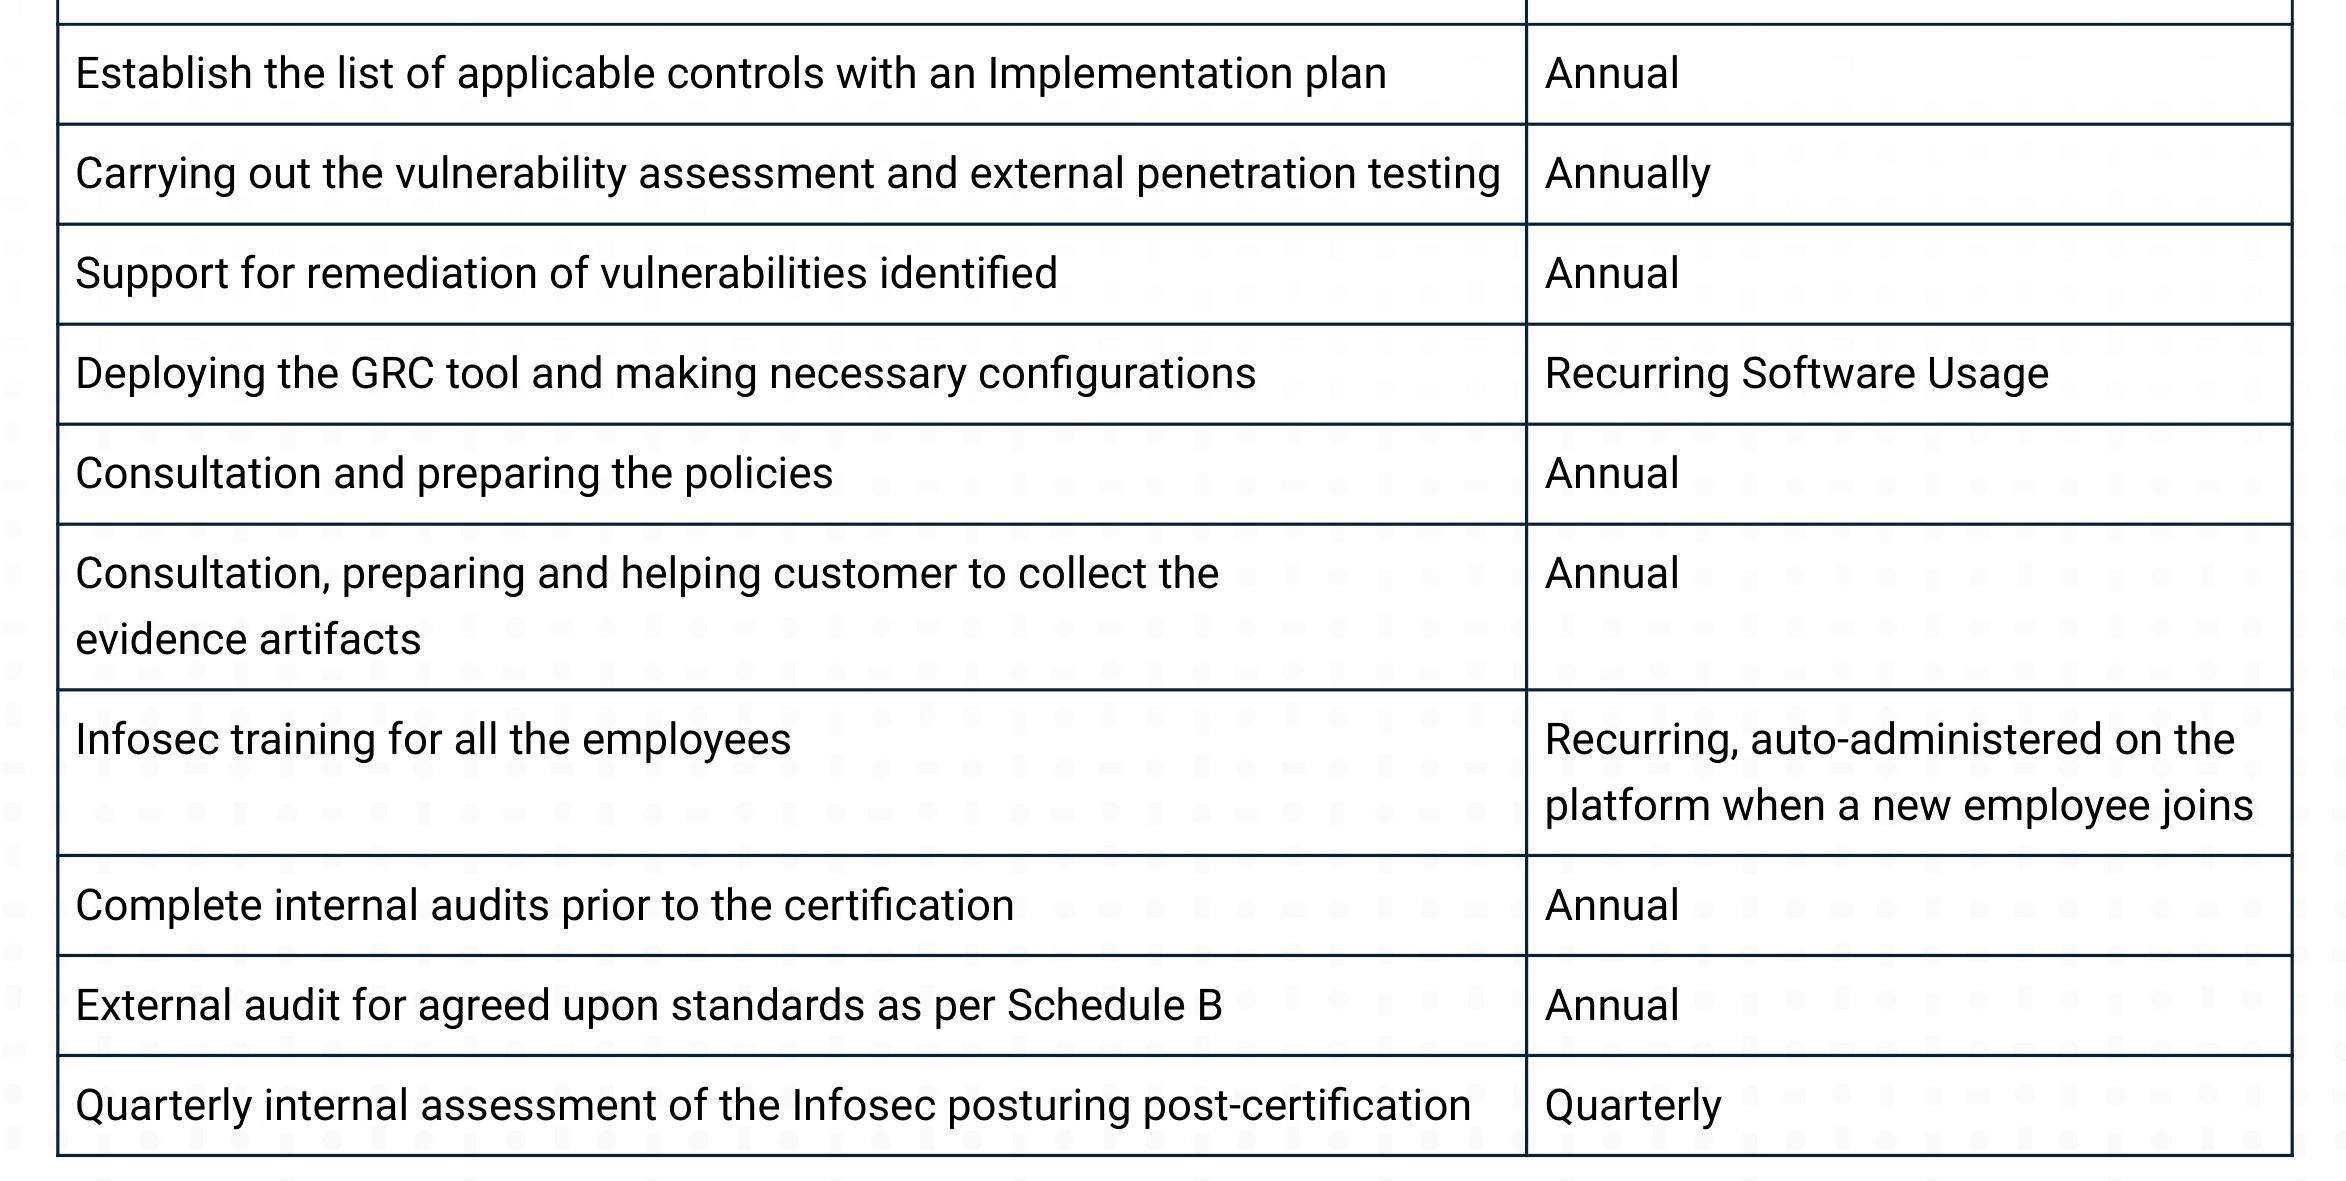 Establish the list of applicable controls with an Implementation plan
Annual
Carrying out the vulnerability assessment and external penetration testing
Annually
Support for remediation of vulnerabilities identified
Annual
Deploying the GRC tool and making necessary configurations
Recurring Software Usage
Consultation and preparing the policies
Annual
Consultation, preparing and helping customer to collect the
evidence artifacts
Annual
Infosec training for all the employees
Recurring, auto-administered on the
platform when a new employee joins
Complete internal audits prior to the certification
Annual
External audit for agreed upon standards as per Schedule B
Annual
Quarterly internal assessment of the Infosec posturing post-certification
Quarterly